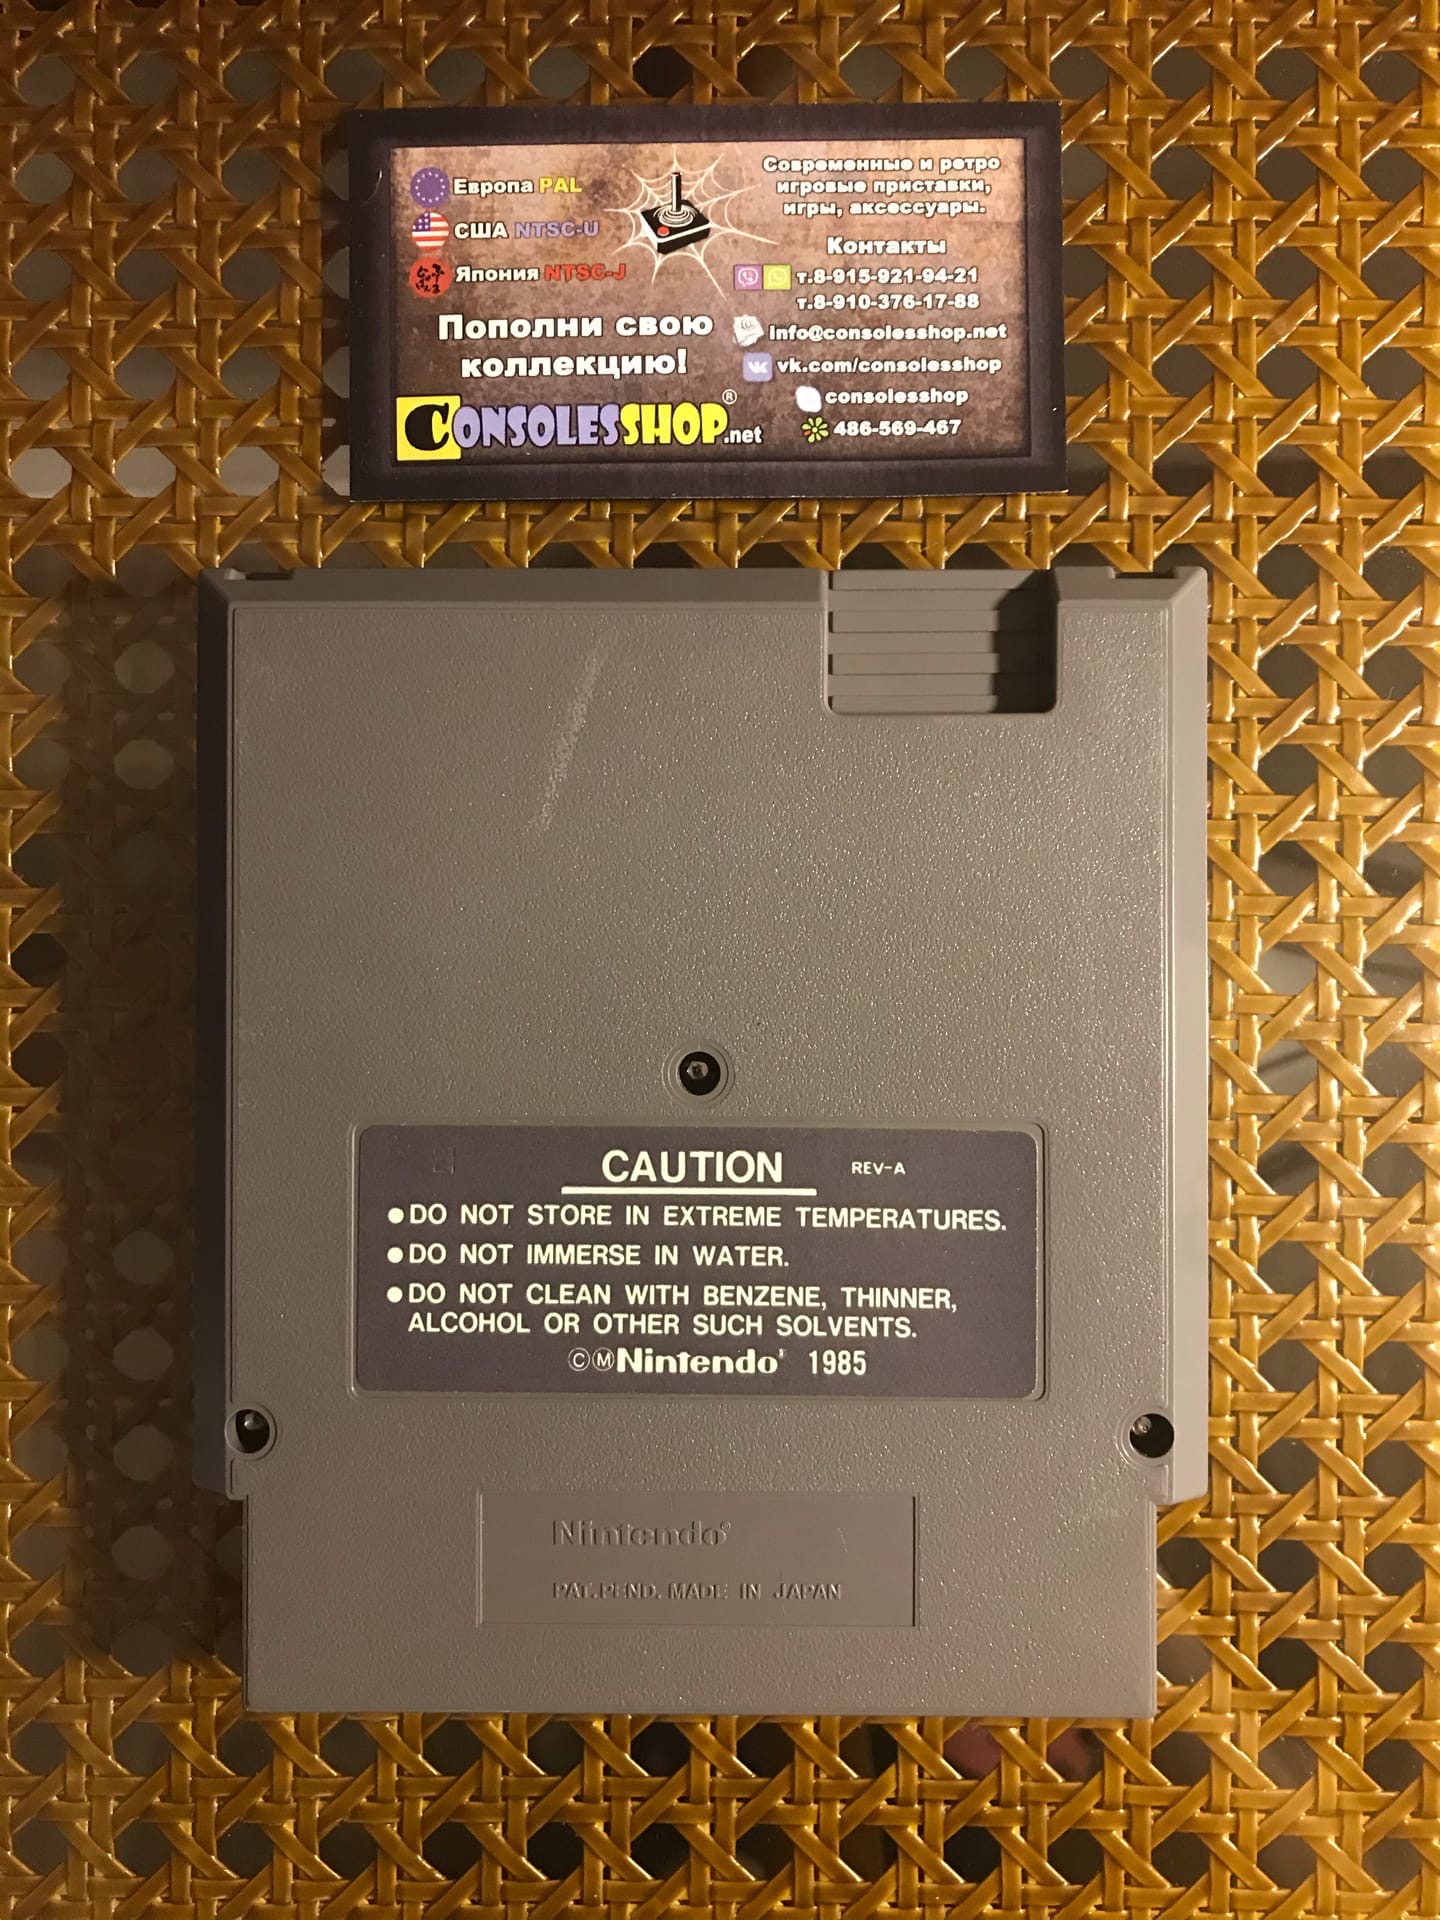 Европа PAL
США NTSC-U
Япония NTSC-J
Пополни свою
коллекцию!
CONSOLESSHOP.net®
Современные и ретро
игровые приставки,
игры, аксессуары.
Контакты
т.8-915-921-94-21
т.8-910-376-17-88
info@consolesshop.net
vk.com/consolesshop
consolesshop
486-569-467
CAUTION REV-A
●DO NOT STORE IN EXTREME TEMPERATURES.
●DO NOT IMMERSE IN WATER.
●DO NOT CLEAN WITH BENZENE, THINNER,
ALCOHOL OR OTHER SUCH SOLVENTS.
ⒸⓂNintendo® 1985
Nintendo®
PAT. PEND. MADE IN JAPAN